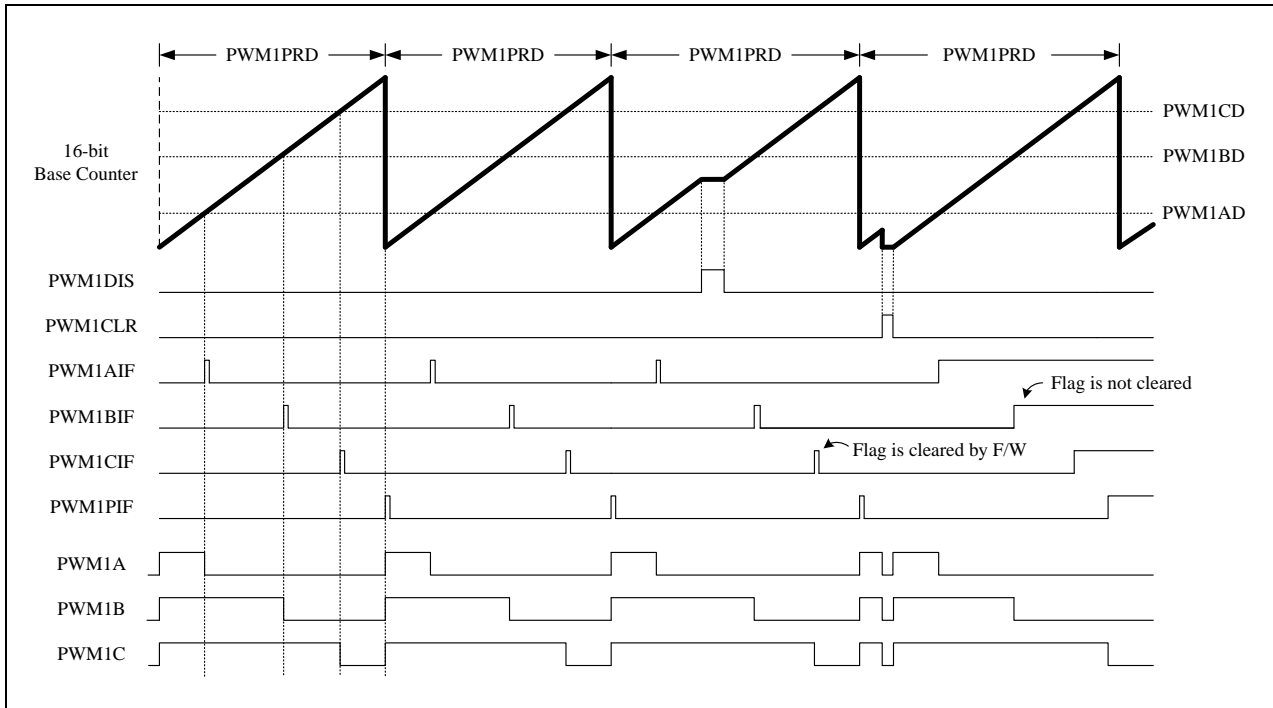 PWM1PRD PWM1PRD PWM1PRD PWM1PRD
PWM1CD
16-bit
Base Counter
PWM1BD
PWM1AD
PWM1DIS
PWM1CLR
PWM1AIF
Flag is not cleared
PWM1BIF
Flag is cleared by F/W
PWM1CIF
PWM1PIF
PWM1A
PWM1B
PWM1C